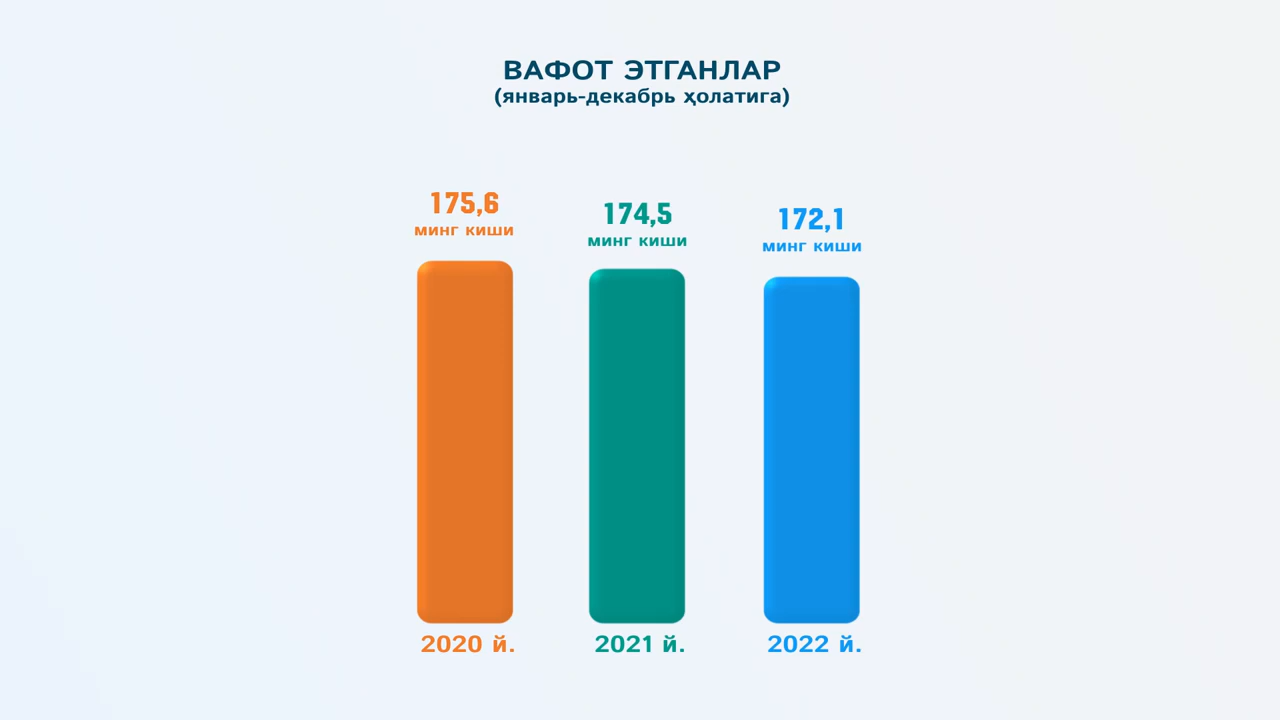 ВАФОТ ЭТГАНЛАР
(январь-декабрь ҳолатига)
175,6
минг киши
174,5
минг киши
172,1
минг киши
2020 й.
2021 й.
2022 й.